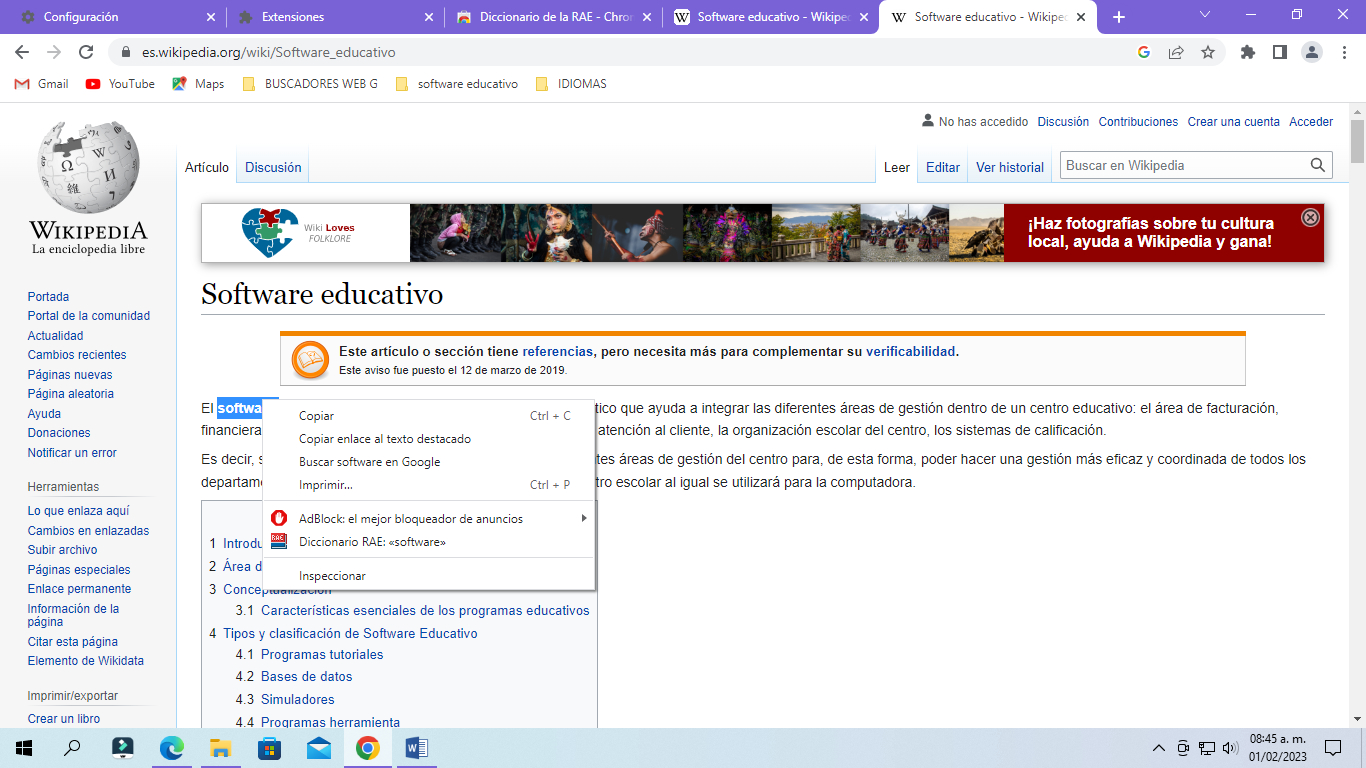 Configuración
Extensiones
Diccionario de la RAE - Chron
Software educativo - Wikiped
Software educativo - Wikiped
es.wikipedia.org/wiki/Software_educativo
Gmail YouTube Maps BUSCADORES WEB G software educativo IDIOMAS
No has accedido Discusión Contribuciones Crear una cuenta Acceder
Artículo Discusión Leer Editar Ver historial Buscar en Wikipedia
WIKIPEDIA
La enciclopedia libre
Wiki Loves
FOLKLORE
¡Haz fotografías sobre tu cultura
local, ayuda a Wikipedia y gana!
Portada
Portal de la comunidad
Actualidad
Cambios recientes
Páginas nuevas
Página aleatoria
Ayuda
Donaciones
Notificar un error
Herramientas
Lo que enlaza aquí
Cambios en enlazadas
Subir archivo
Páginas especiales
Enlace permanente
Información de la
página
Citar esta página
Elemento de Wikidata
Imprimir/exportar
Crear un libro
Software educativo
Este artículo o sección tiene referencias, pero necesita más para complementar su verificabilidad.
Este aviso fue puesto el 12 de marzo de 2019.
El softwa tico que ayuda a integrar las diferentes áreas de gestión dentro de un centro educativo: el área de facturación,
financiera atención al cliente, la organización escolar del centro, los sistemas de calificación.
Es decir, s tes áreas de gestión del centro para, de esta forma, poder hacer una gestión más eficaz y coordinada de todos los
departame tro escolar al igual se utilizará para la computadora.
Copiar Ctrl + C
Copiar enlace al texto destacado
Buscar software en Google
Imprimir... Ctrl + P
AdBlock: el mejor bloqueador de anuncios
RAE Diccionario RAE: «software»
Inspeccionar
1 Introdu
2 Área d
3 Conceptualización
3.1 Características esenciales de los programas educativos
4 Tipos y clasificación de Software Educativo
4.1 Programas tutoriales
4.2 Bases de datos
4.3 Simuladores
4.4 Programas herramienta
08:45 a. m.
01/02/2023